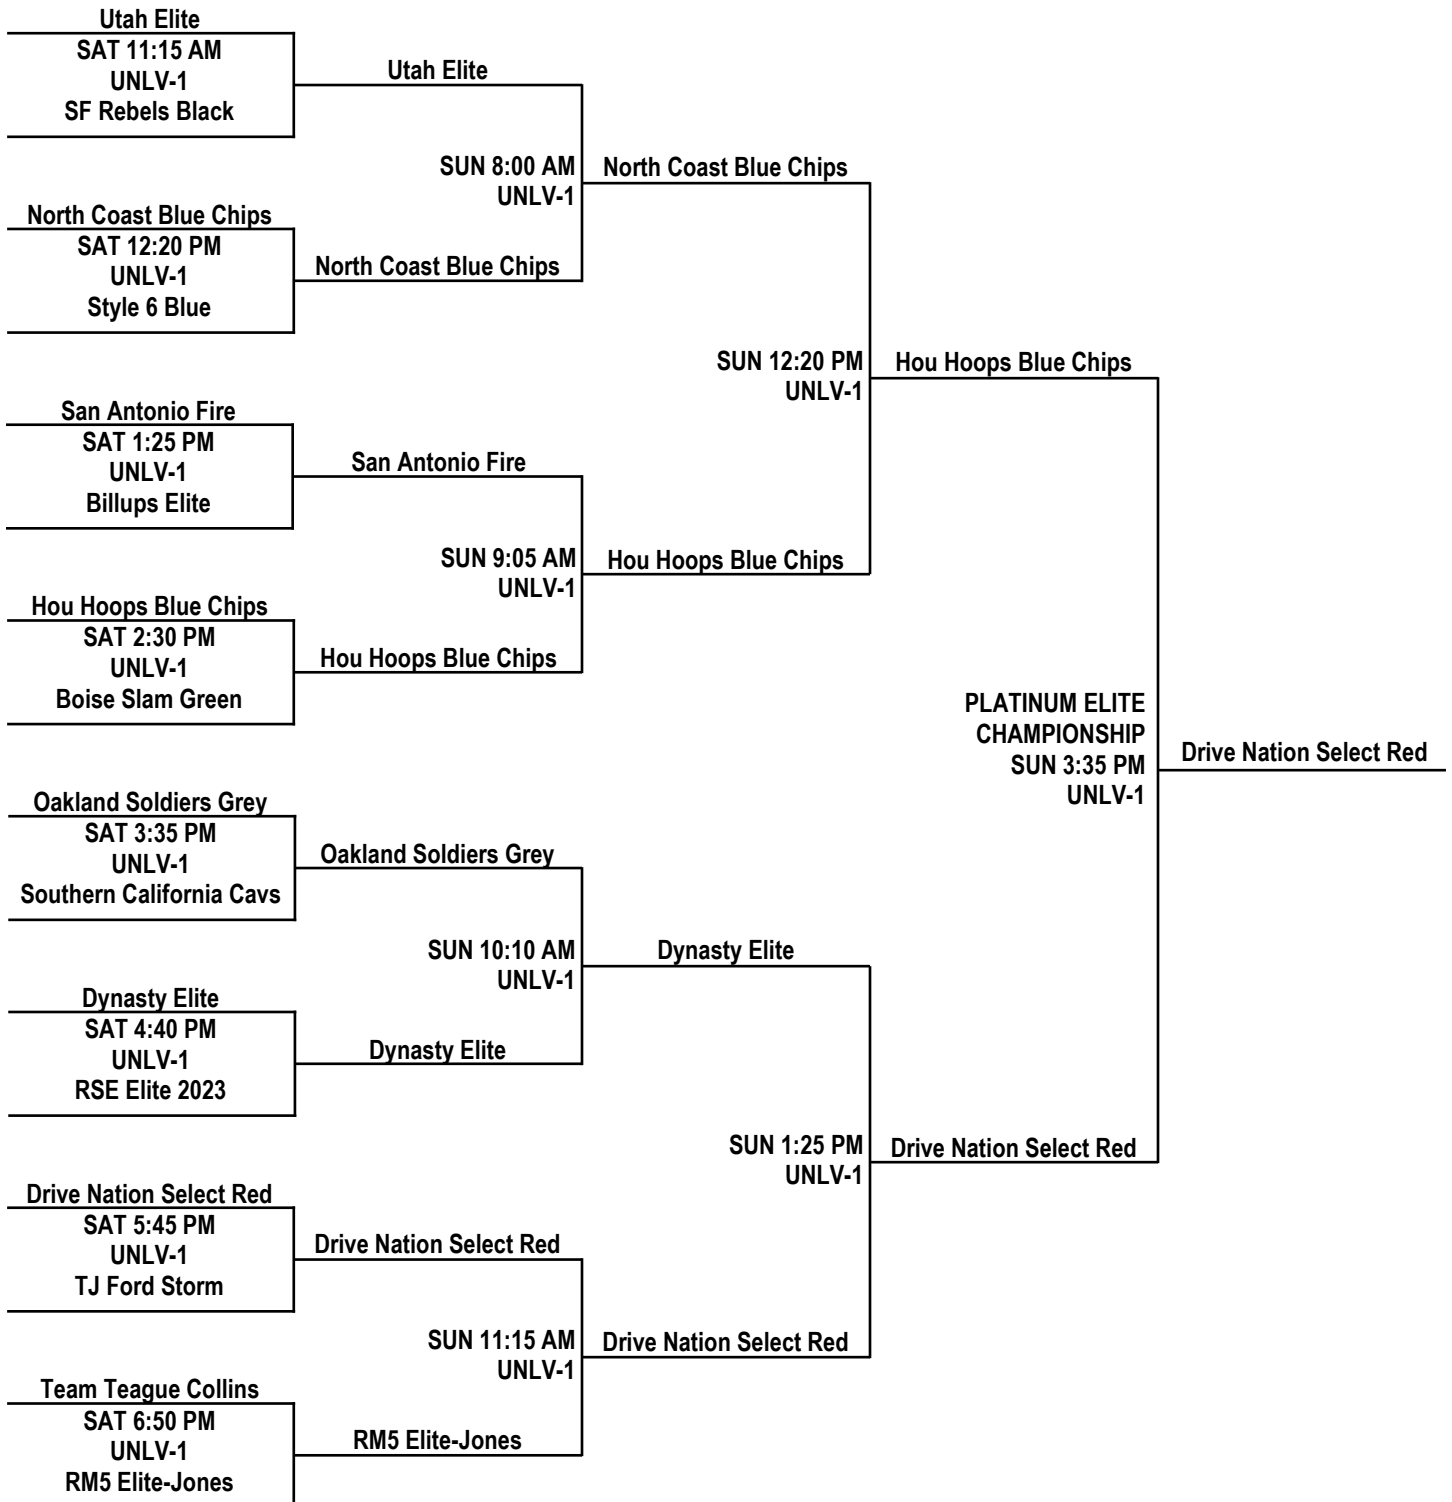 Utah Elite
SAT 11:15 AM
UNLV-1
SF Rebels Black
North Coast Blue Chips
SAT 12:20 PM
UNLV-1
Style 6 Blue
San Antonio Fire
SAT 1:25 PM
UNLV-1
Billups Elite
Hou Hoops Blue Chips
SAT 2:30 PM
UNLV-1
Boise Slam Green
Oakland Soldiers Grey
SAT 3:35 PM
UNLV-1
Southern California Cavs
Dynasty Elite
SAT 4:40 PM
UNLV-1
RSE Elite 2023
Drive Nation Select Red
SAT 5:45 PM
UNLV-1
TJ Ford Storm
Team Teague Collins
SAT 6:50 PM
UNLV-1
RM5 Elite-Jones
Utah Elite
SUN 8:00 AM
UNLV-1
North Coast Blue Chips
San Antonio Fire
SUN 9:05 AM
UNLV-1
Hou Hoops Blue Chips
Oakland Soldiers Grey
SUN 10:10 AM
UNLV-1
Dynasty Elite
Drive Nation Select Red
SUN 11:15 AM
UNLV-1
RM5 Elite-Jones
North Coast Blue Chips
SUN 12:20 PM
UNLV-1
Hou Hoops Blue Chips
Dynasty Elite
SUN 1:25 PM
UNLV-1
Drive Nation Select Red
Hou Hoops Blue Chips
PLATINUM ELITE
CHAMPIONSHIP
SUN 3:35 PM
UNLV-1
Drive Nation Select Red
Drive Nation Select Red